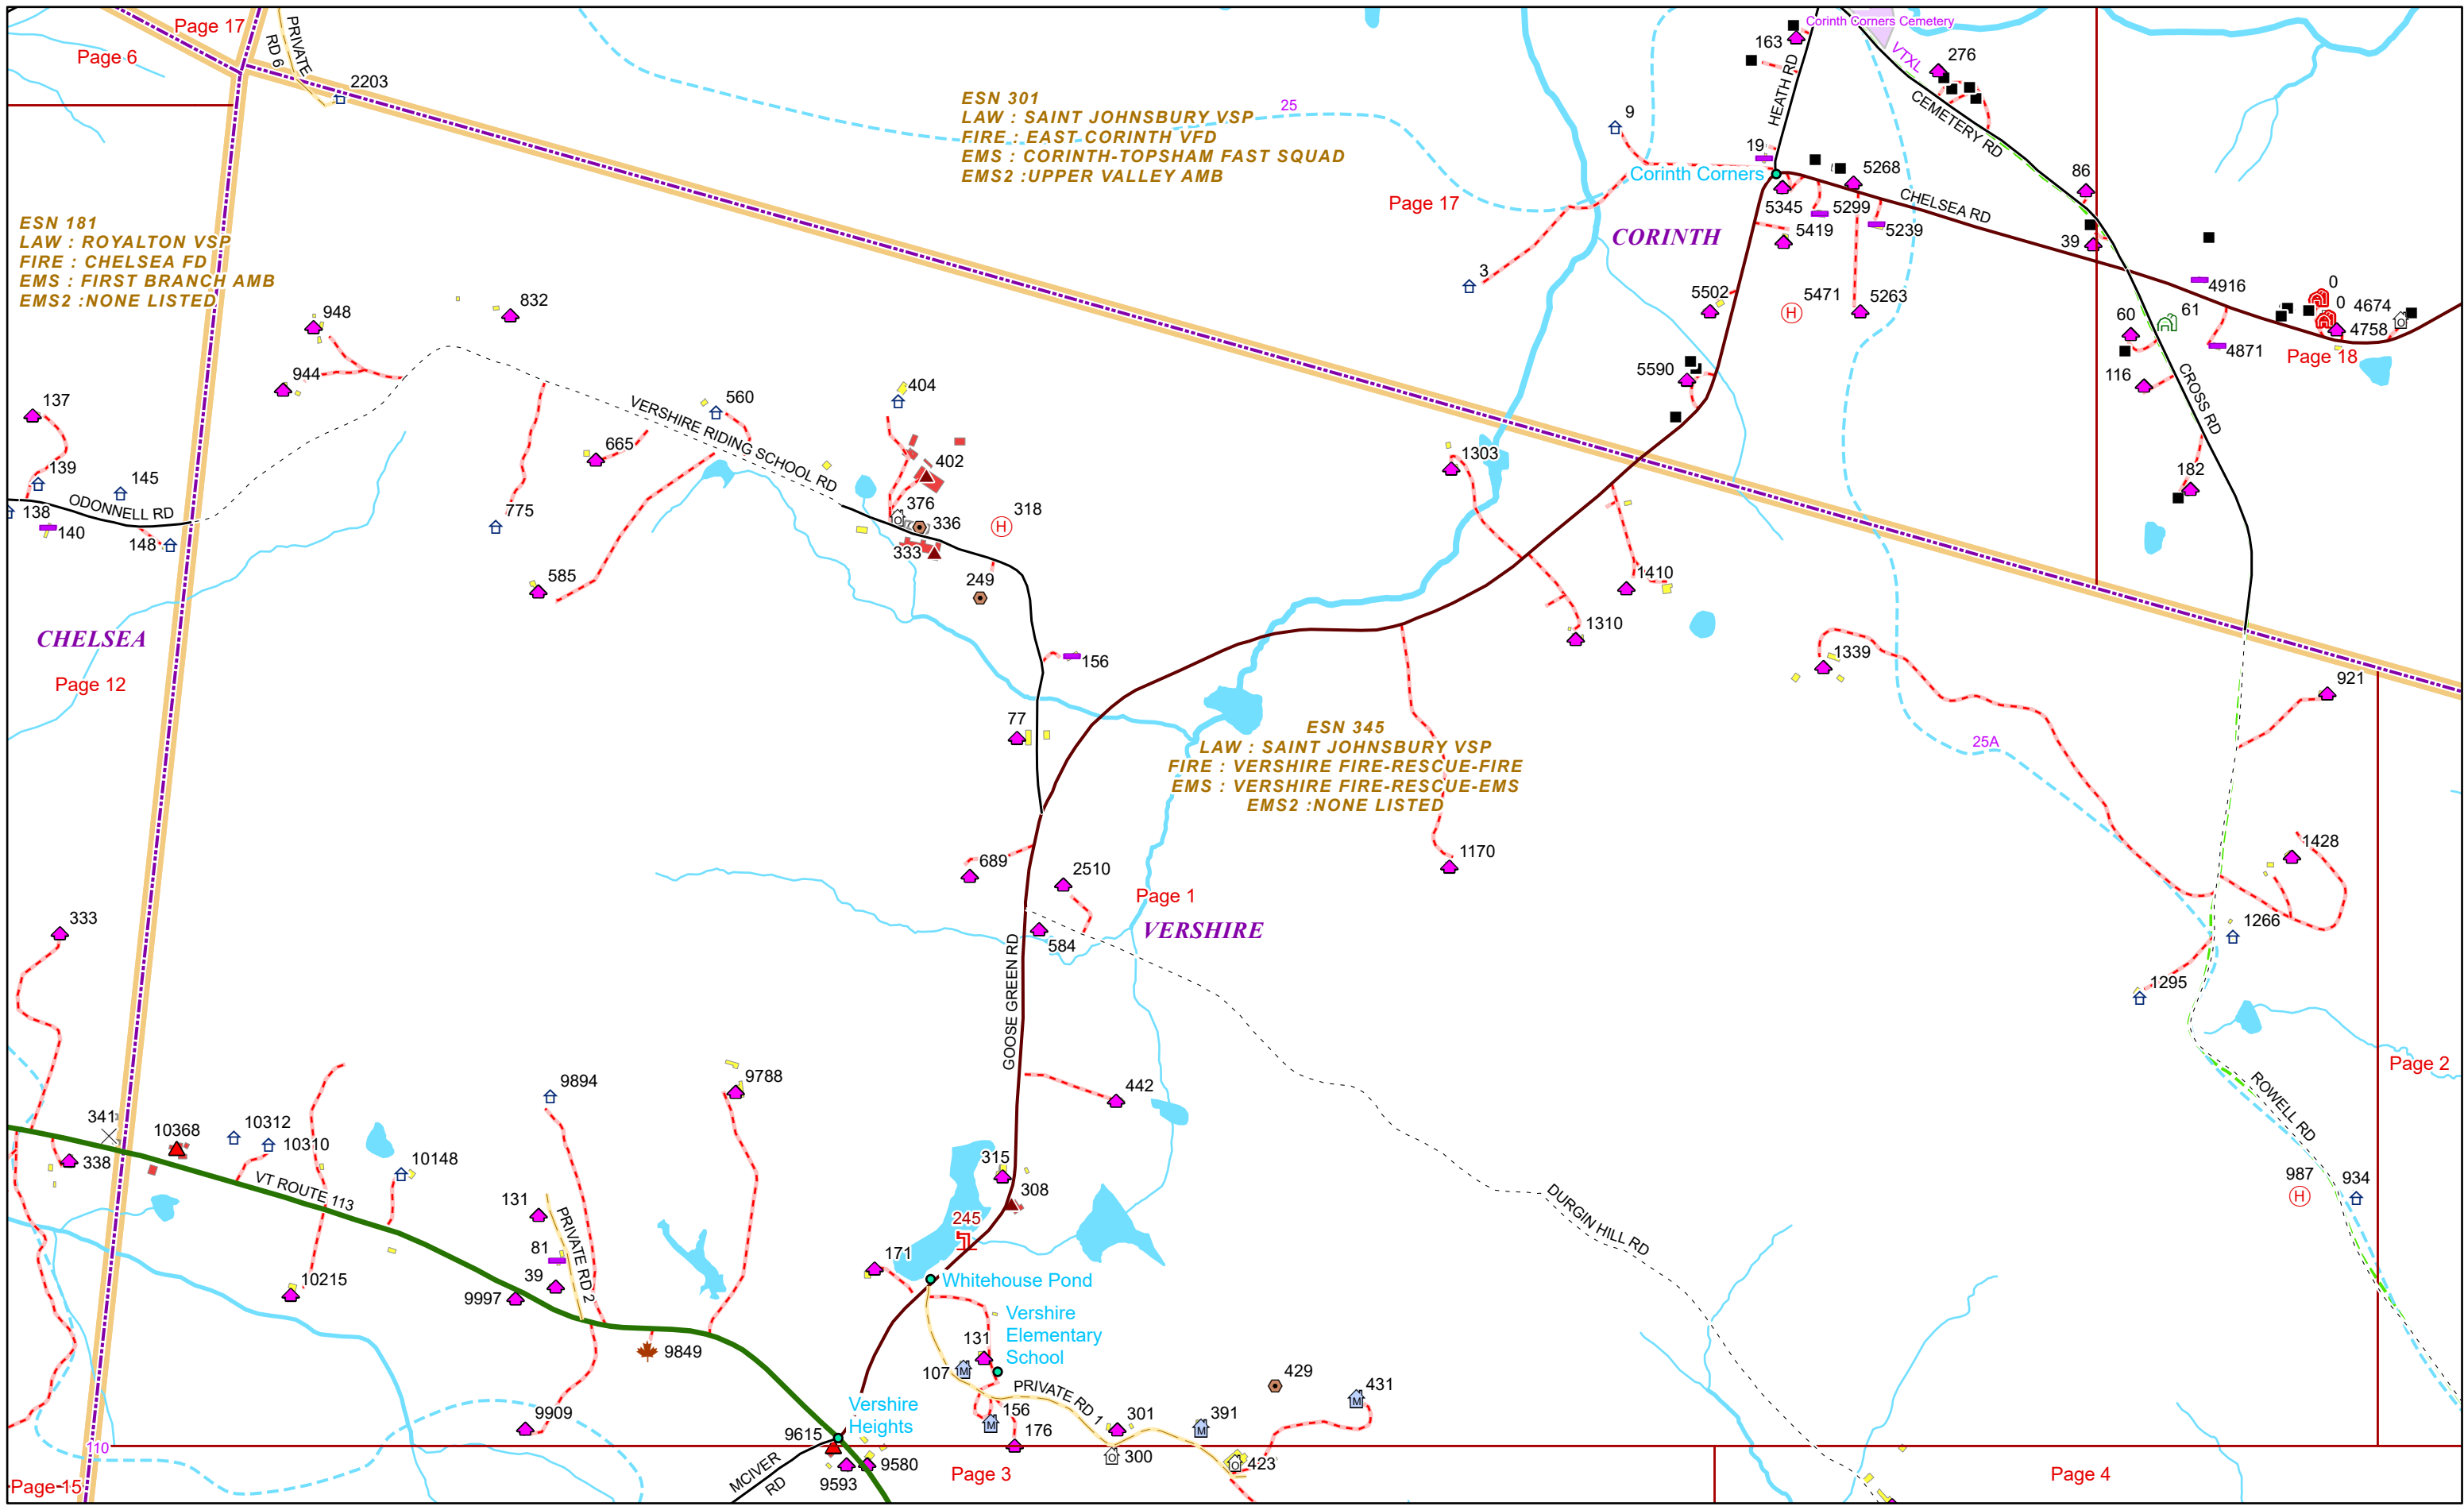 Page 17
Page 6
PRIVATE
RD 6
2203
ESN 301
LAW : SAINT JOHNSBURY VSP
FIRE : EAST CORINTH VFD
EMS : CORINTH-TOPSHAM FAST SQUAD
EMS2 :UPPER VALLEY AMB
25
163
HEATH RD
Corinth Corners Cemetery
VTXL
276
CEMETERY RD
9
19
Corinth Corners
5268
86
Page 17
3
5345
5299
CHELSEA RD
5419
5239
39
CORINTH
ESN 181
LAW : ROYALTON VSP
FIRE : CHELSEA FD
EMS : FIRST BRANCH AMB
EMS2 :NONE LISTED
4916
0
0
4674
4758
5502
H
5471
5263
60
61
4871
Page 18
948
832
944
5590
116
CROSS RD
137
VERSHIRE RIDING SCHOOL RD
560
404
665
402
1303
182
139
145
ODONNELL RD
138
140
148
775
376
336
318
H
333
585
249
1410
1310
CHELSEA
Page 12
156
1339
921
77
ESN 345
LAW : SAINT JOHNSBURY VSP
FIRE : VERSHIRE FIRE-RESCUE-FIRE
EMS : VERSHIRE FIRE-RESCUE-EMS
EMS2 :NONE LISTED
25A
689
2510
1170
1428
Page 1
VERSHIRE
333
584
1266
GOOSE GREEN RD
1295
Page 2
9894
9788
442
ROWELL RD
341
10368
10312
10310
338
10148
VT ROUTE 113
315
308
987
H
934
DURGIN HILL RD
131
PRIVATE RD 2
81
39
245
171
Whitehouse Pond
10215
9997
Vershire
Elementary
School
9849
131
107
M
PRIVATE RD 1
429
431
M
Vershire
Heights
9909
156
M
176
301
391
M
110
9615
O
300
O
423
9580
9593
MCIVER
RD
Page 3
Page 4
Page 15